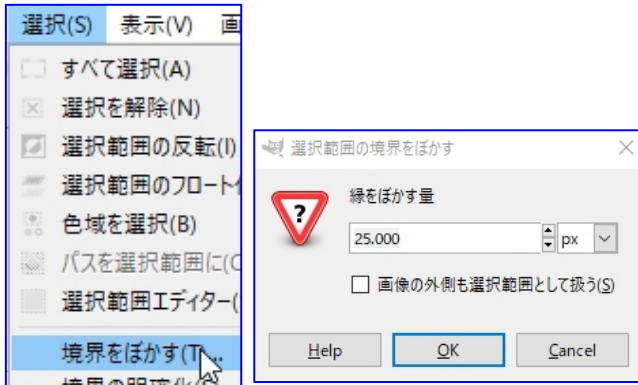 選択(S) 表示(V) 画
すべて選択(A)
選択を解除(N)
選択範囲の反転(I)
選択範囲のフロート
色域を選択(B)
パスを選択範囲に(
選択範囲エディター(
境界をぼかす(T)...
選択範囲の境界をぼかす
?
縁をぼかす量
25.000 px
画像の外側も選択範囲として扱う(S)
Help OK Cancel